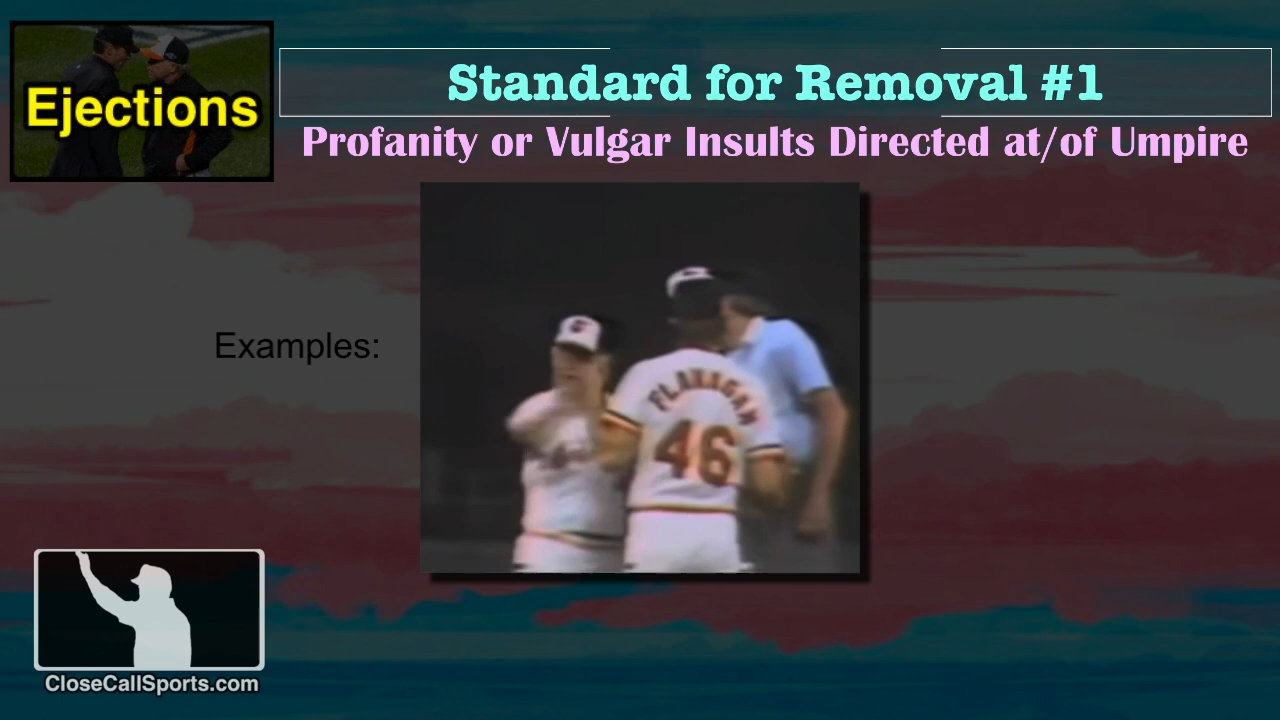 Ejections
Standard for Removal #1
Profanity or Vulgar Insults Directed at/of Umpire
Examples:
FLANAGAN
46
CloseCallSports.com